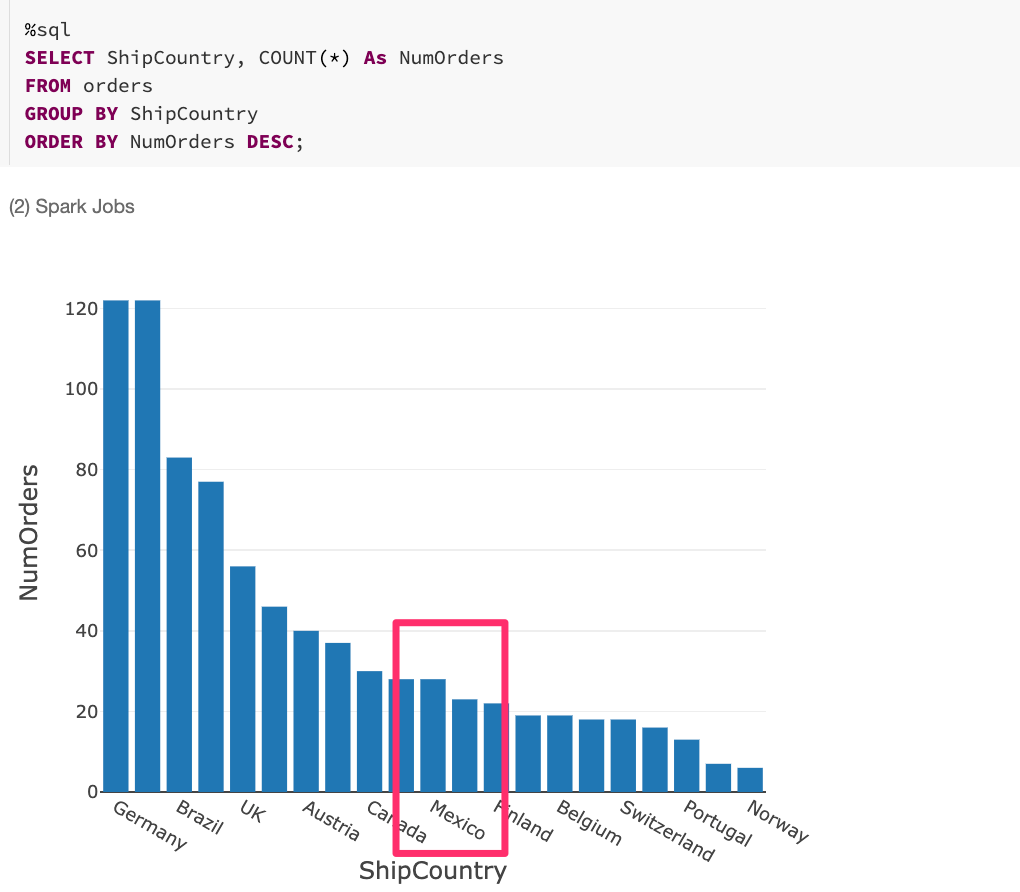 %sql
SELECT ShipCountry, COUNT(*) As NumOrders
FROM orders
GROUP BY ShipCountry
ORDER BY NumOrders DESC;
(2) Spark Jobs
120
100
80
60
40
20
0
NumOrders
Germany
Brazil
UK
Austria
Canada
Mexico
Finland
Belgium
Switzerland
Portugal
Norway
ShipCountry